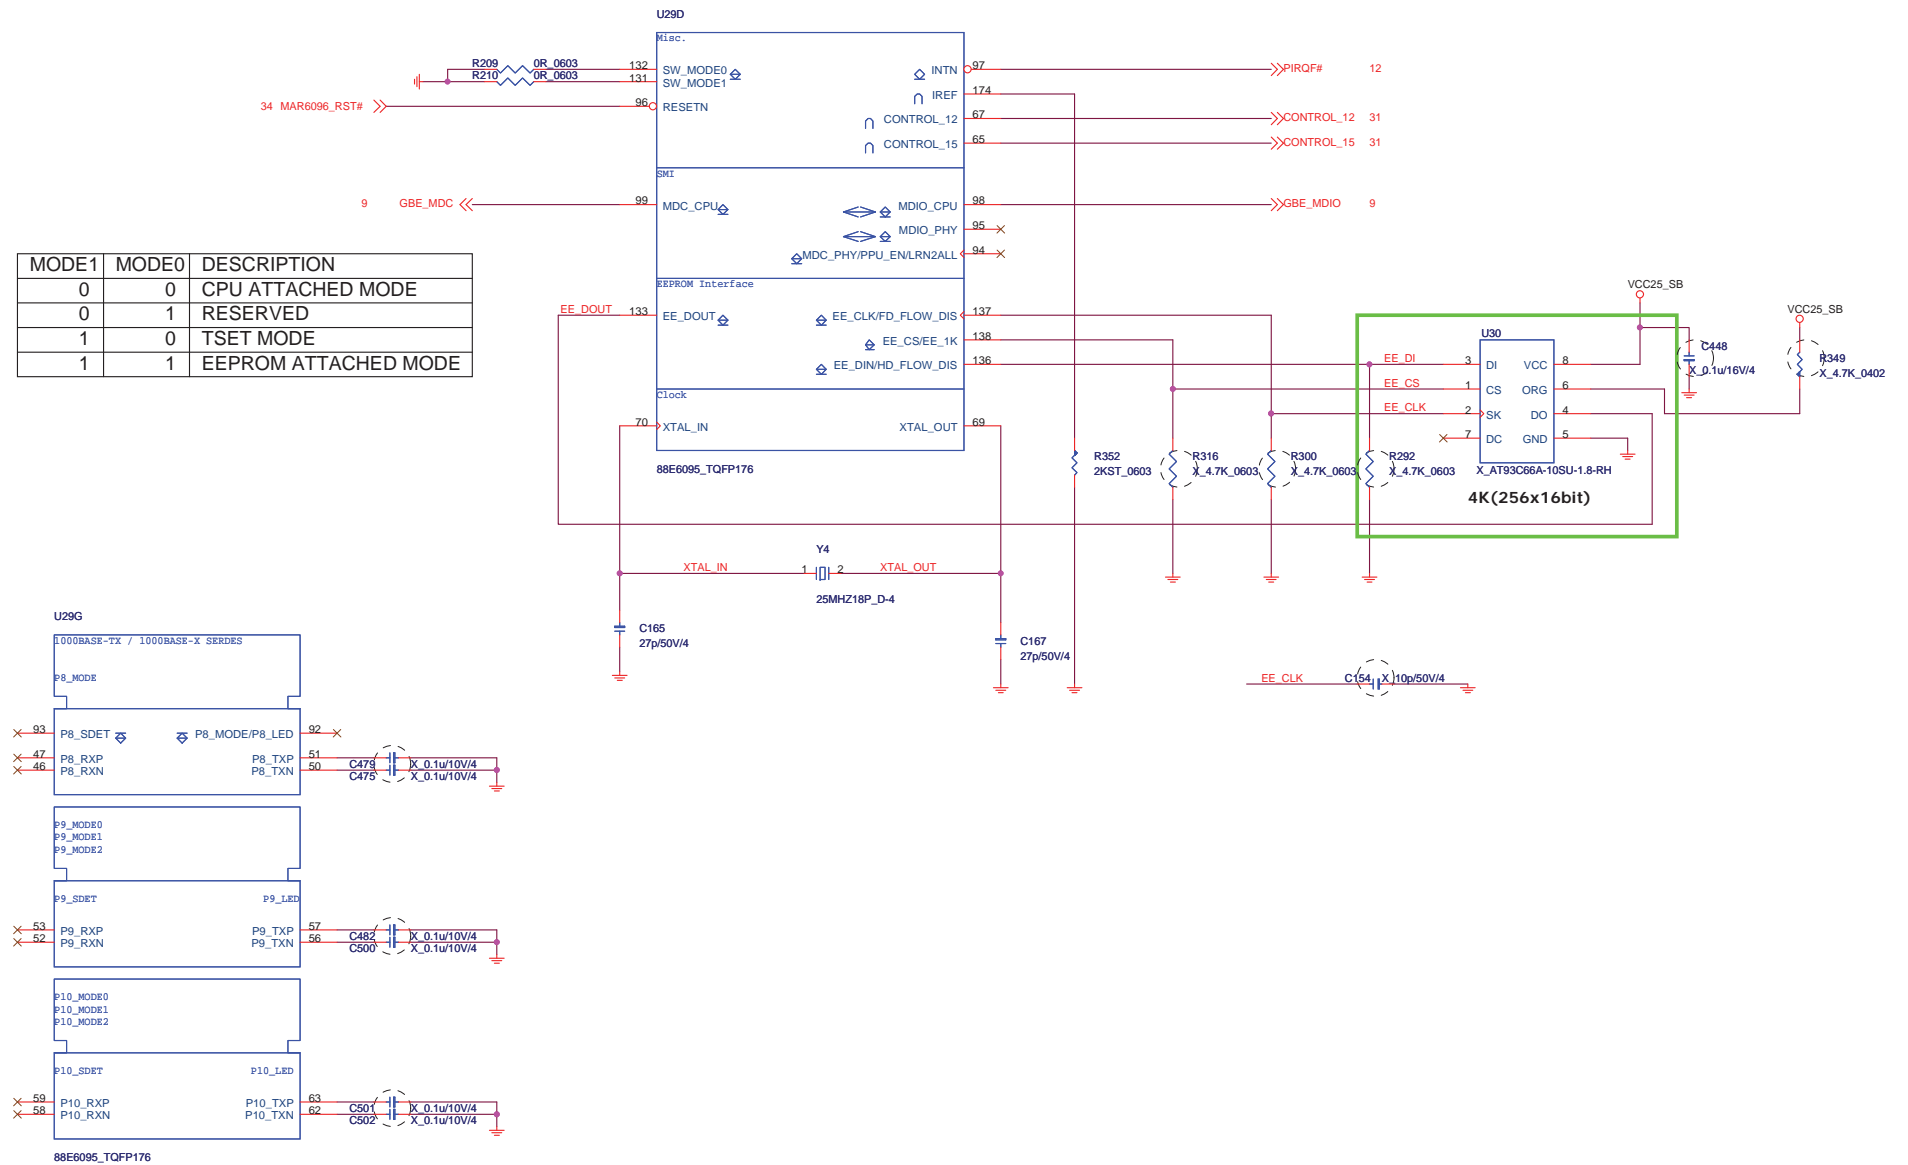 U29D
Misc.
R209 0R_0603 132 SW_MODE0 INTN 97 PIRQF# 12
R210 0R_0603 131 SW_MODE1
IREF 174
34 MAR6096_RST# 96 RESETN
CONTROL_12 67 CONTROL_12 31
CONTROL_15 65 CONTROL_15 31
SMI
9 GBE_MDC 99 MDC_CPU MDIO_CPU 98 GBE_MDIO 9
MDIO_PHY 95
MDC_PHY/PPU_EN/LRN2ALL 94
MODE1 MODE0 DESCRIPTION
0 0 CPU ATTACHED MODE
0 1 RESERVED
1 0 TSET MODE
1 1 EEPROM ATTACHED MODE
EEPROM Interface
EE_DOUT 133 EE_DOUT EE_CLK/FD_FLOW_DIS 137
EE_CS/EE_1K 138
EE_DIN/HD_FLOW_DIS 136
Clock
70 XTAL_IN XTAL_OUT 69
88E6095_TQFP176
VCC25_SB
VCC25_SB
U30
EE_DI 3 DI VCC 8
EE_CS 1 CS ORG 6
EE_CLK 2 SK DO 4
7 DC GND 5
X_AT93C66A-10SU-1.8-RH
4K(256x16bit)
C448
X_0.1u/16V/4
R349
X_4.7K_0402
R352
2KST_0603
R316
X_4.7K_0603
R300
X_4.7K_0603
R292
X_4.7K_0603
Y4
XTAL_IN 1 2 XTAL_OUT
25MHZ18P_D-4
C165
27p/50V/4
C167
27p/50V/4
EE_CLK C154 X_10p/50V/4
U29G
1000BASE-TX / 1000BASE-X SERDES
P8_MODE
93 P8_SDET P8_MODE/P8_LED 92
47 P8_RXP P8_TXP 51 C479 X_0.1u/10V/4
46 P8_RXN P8_TXN 50 C475 X_0.1u/10V/4
P9_MODE0
P9_MODE1
P9_MODE2
P9_SDET P9_LED
53 P9_RXP P9_TXP 57 C482 X_0.1u/10V/4
52 P9_RXN P9_TXN 56 C500 X_0.1u/10V/4
P10_MODE0
P10_MODE1
P10_MODE2
P10_SDET P10_LED
59 P10_RXP P10_TXP 63 C501 X_0.1u/10V/4
58 P10_RXN P10_TXN 62 C502 X_0.1u/10V/4
88E6095_TQFP176